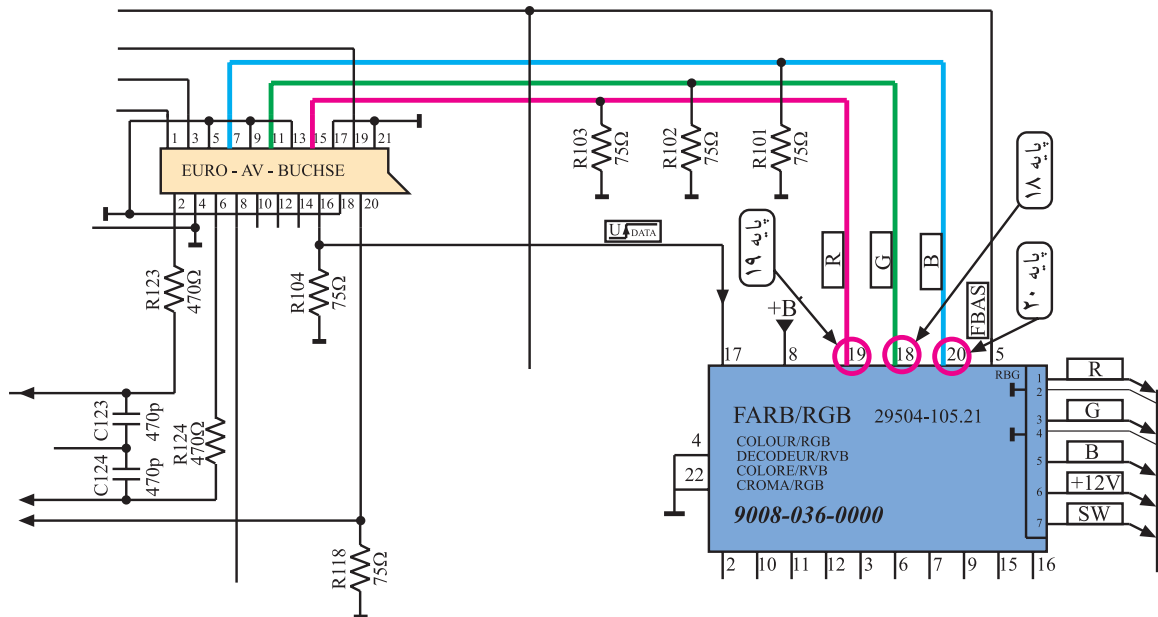 1 3 5 7 9 11 13 15 17 19 21
EURO - AV - BUCHSE
2 4 6 8 10 12 14 16 18 20
R103
75Ω
R102
75Ω
R101
75Ω
پایه ۱۸
پایه ۱۹
پایه ۲۰
U DATA
R
G
B
FBAS
+B
R123
470Ω
R104
75Ω
C123
470p
C124
470p
R124
470Ω
R118
75Ω
17 8 19 18 20 5
RBG
FARB/RGB 29504-105.21
COLOUR/RGB
DECODEUR/RVB
COLORE/RVB
CROMA/RGB
9008-036-0000
4
22
1 R
2
3 G
4
5 B
6 +12V
7 SW
2 10 11 12 3 6 7 9 15 16